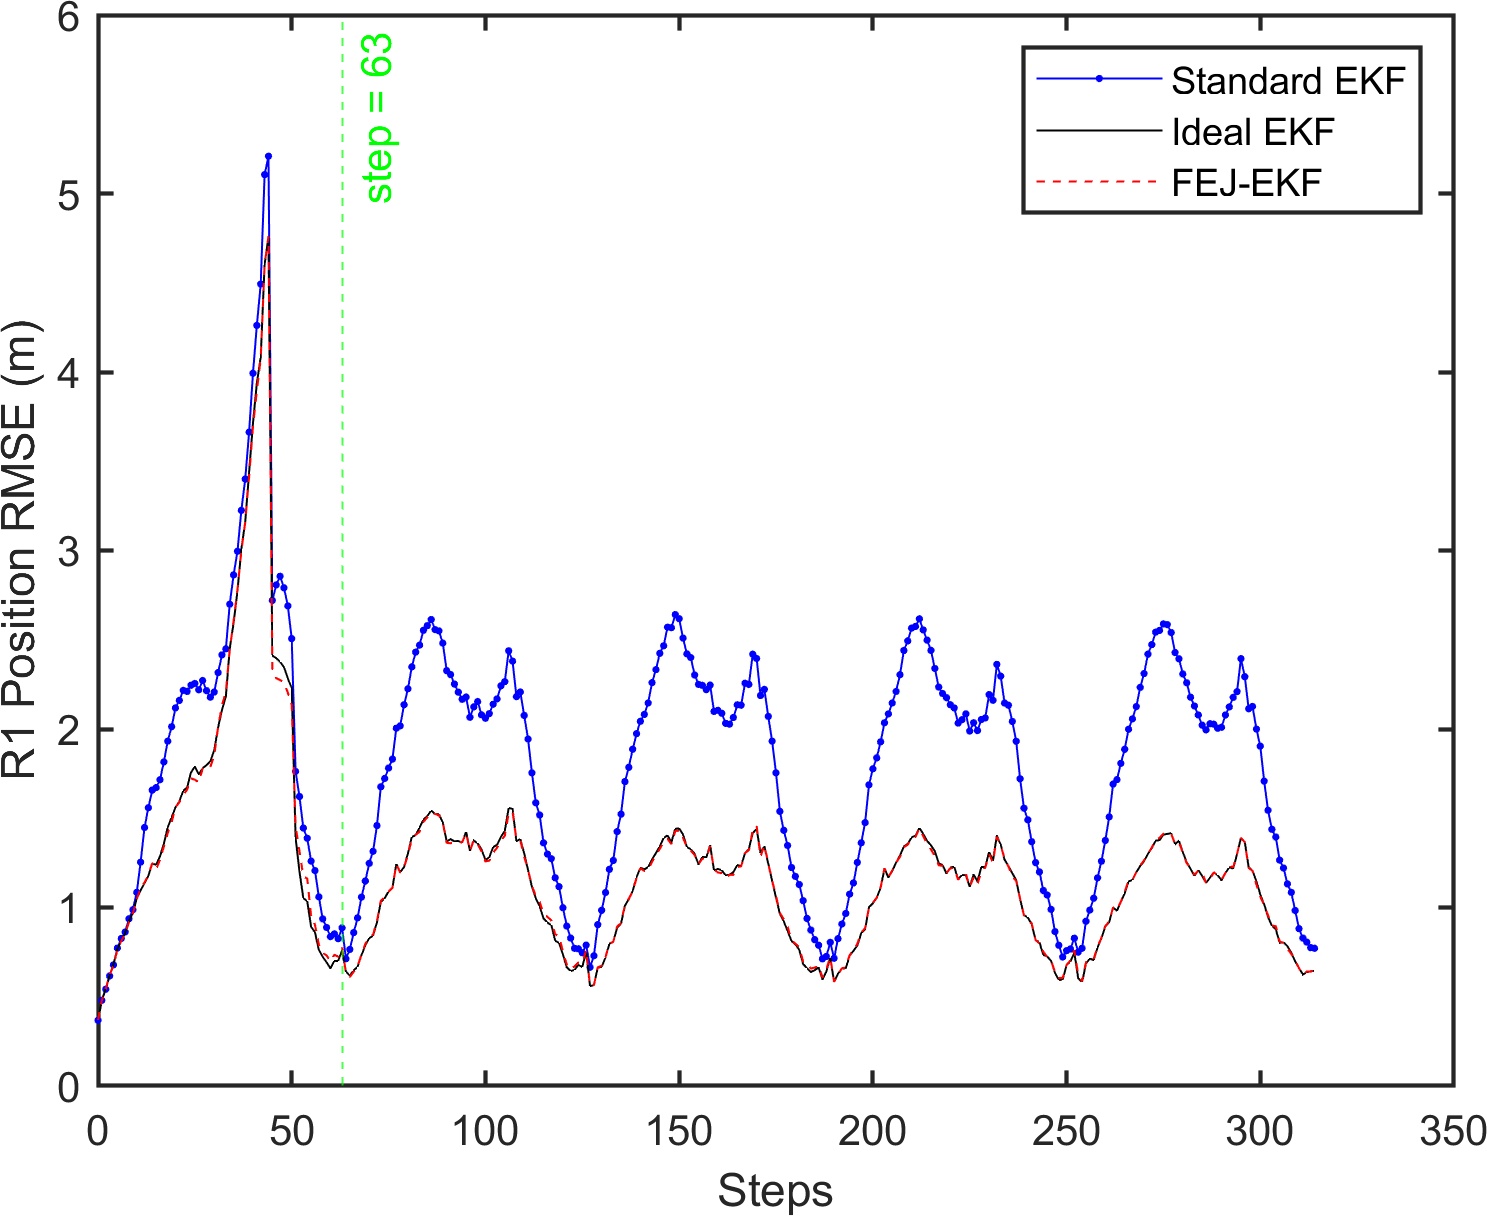 6
5
4
3
2
1
0
R1 Position RMSE (m)
step = 63
Standard EKF
Ideal EKF
FEJ-EKF
0 50 100 150 200 250 300 350
Steps